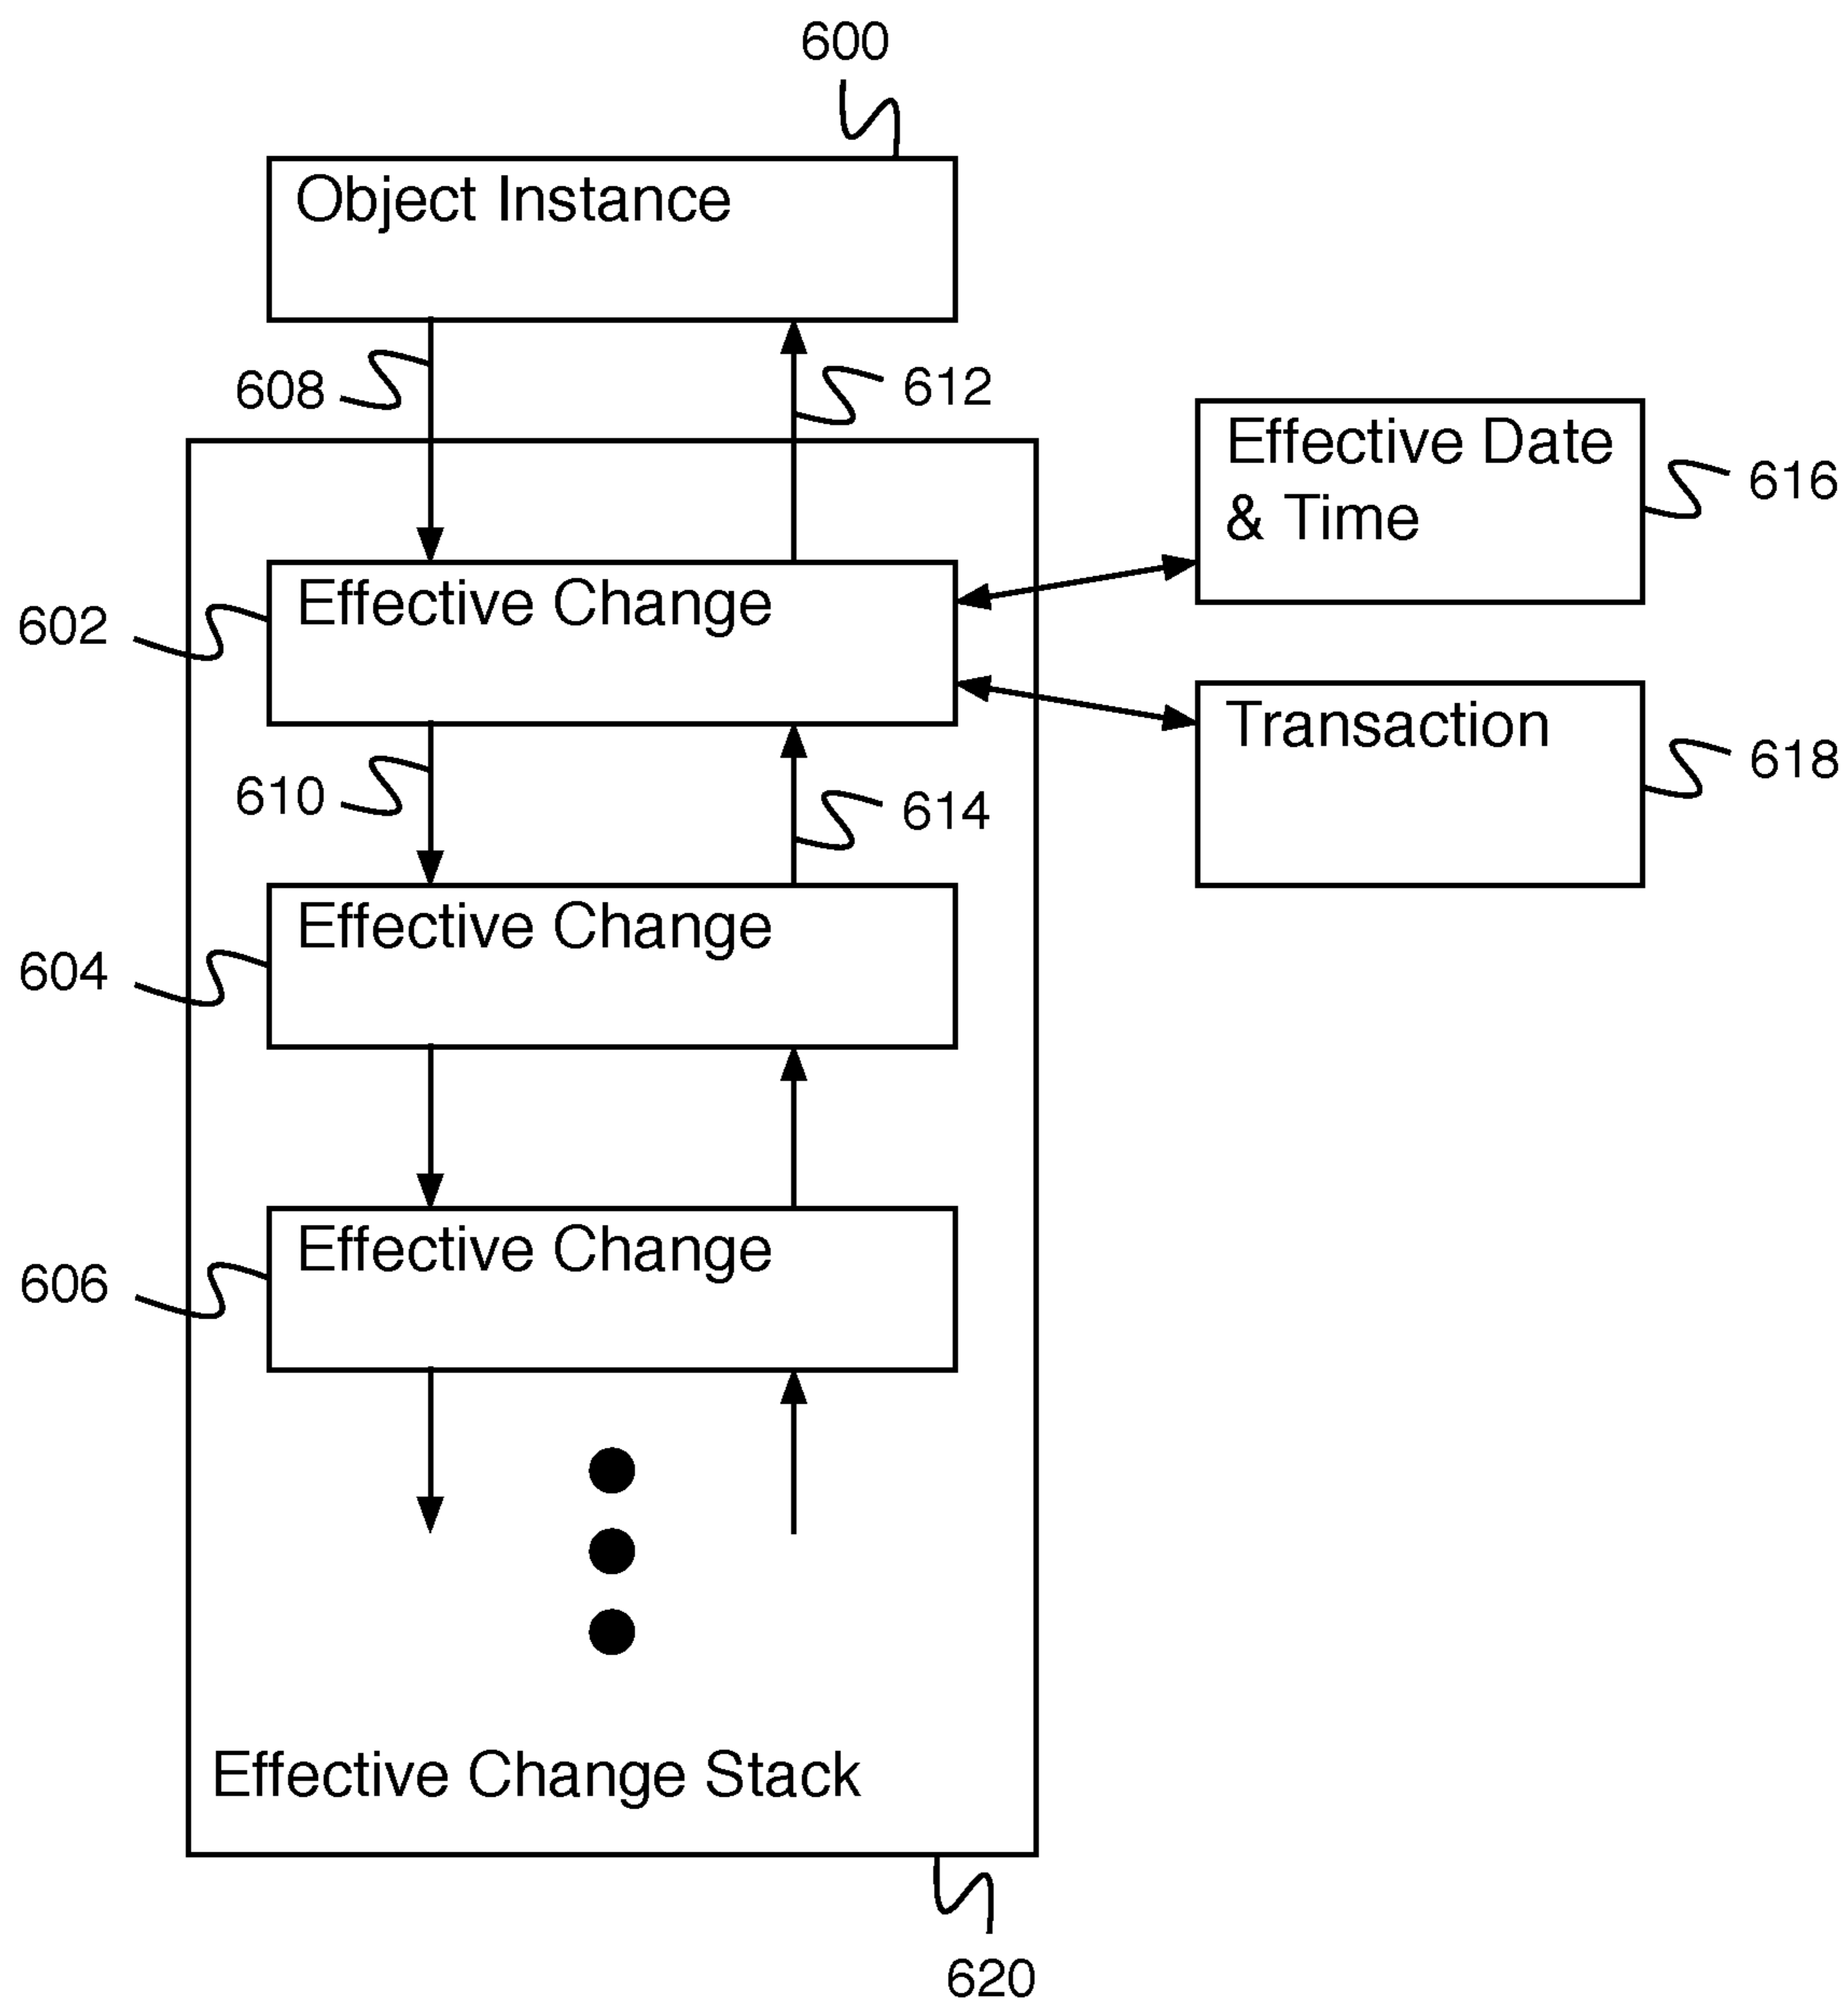 600
Object Instance
608
612
Effective Date
& Time
616
602
Effective Change
Transaction
618
610
614
604
Effective Change
606
Effective Change
Effective Change Stack
620